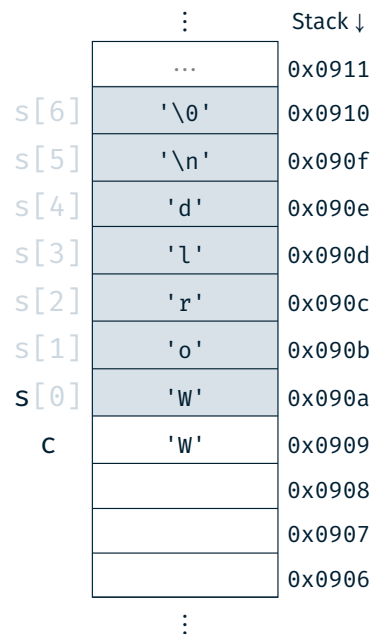 ⋮ Stack ↓
... 0x0911
s[6] '\0' 0x0910
s[5] '\n' 0x090f
s[4] 'd' 0x090e
s[3] 'l' 0x090d
s[2] 'r' 0x090c
s[1] 'o' 0x090b
s[0] 'W' 0x090a
c 'W' 0x0909
0x0908
0x0907
0x0906
⋮